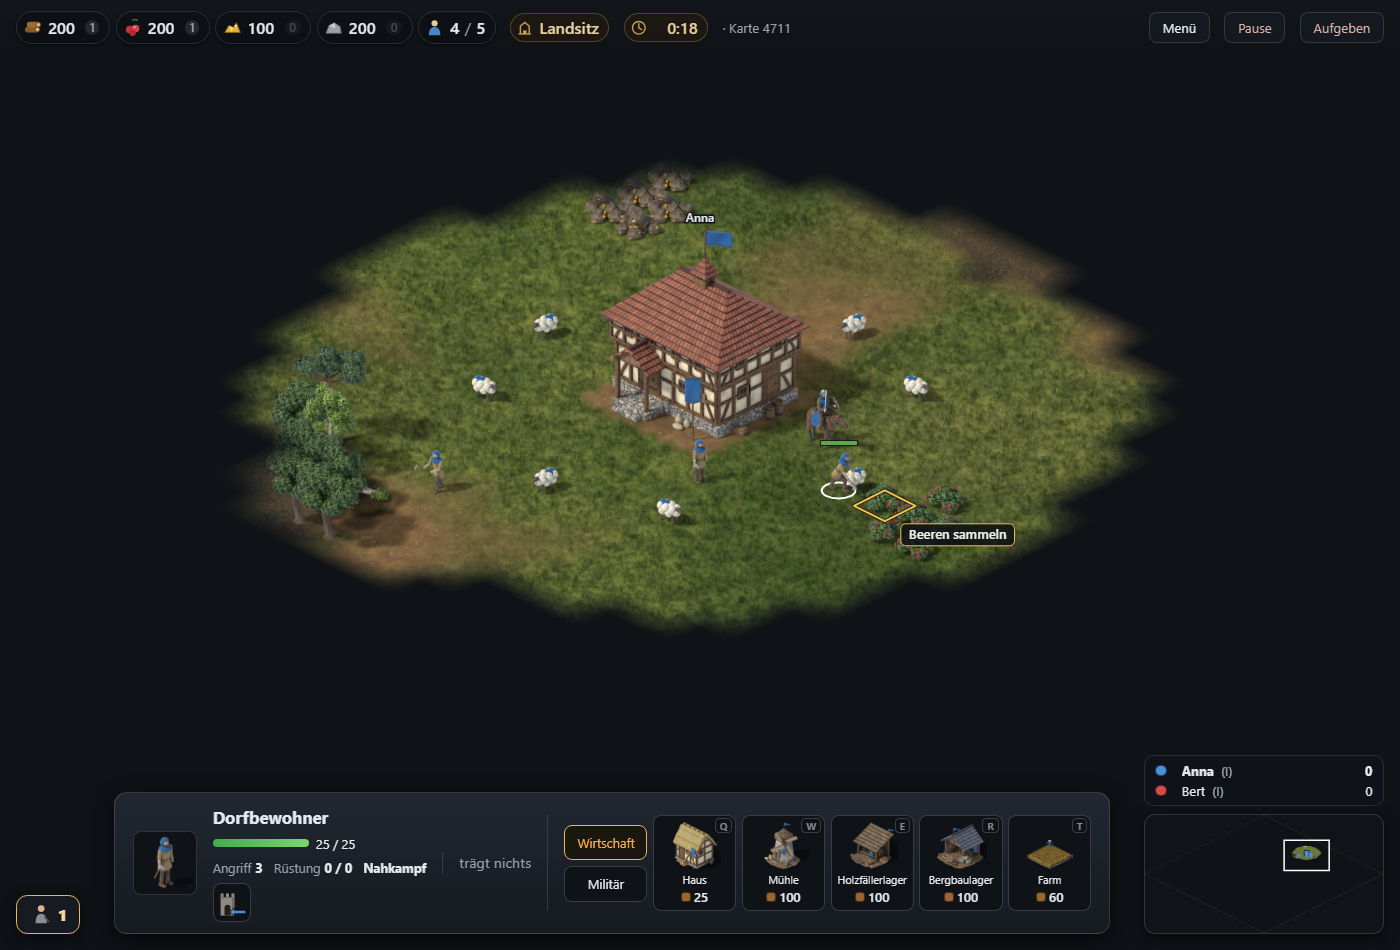 200 1 200 1 100 0 200 0 4 / 5 Landsitz 0:18 · Karte 4711 Menü Pause Aufgeben
Anna
Beeren sammeln
Anna (I) 0
Bert (I) 0
Dorfbewohner
25 / 25
Angriff 3 Rüstung 0 / 0 Nahkampf
trägt nichts
Wirtschaft
Militär
Q W E R T
Haus Mühle Holzfällerlager Bergbaulager Farm
25 100 100 100 60
1